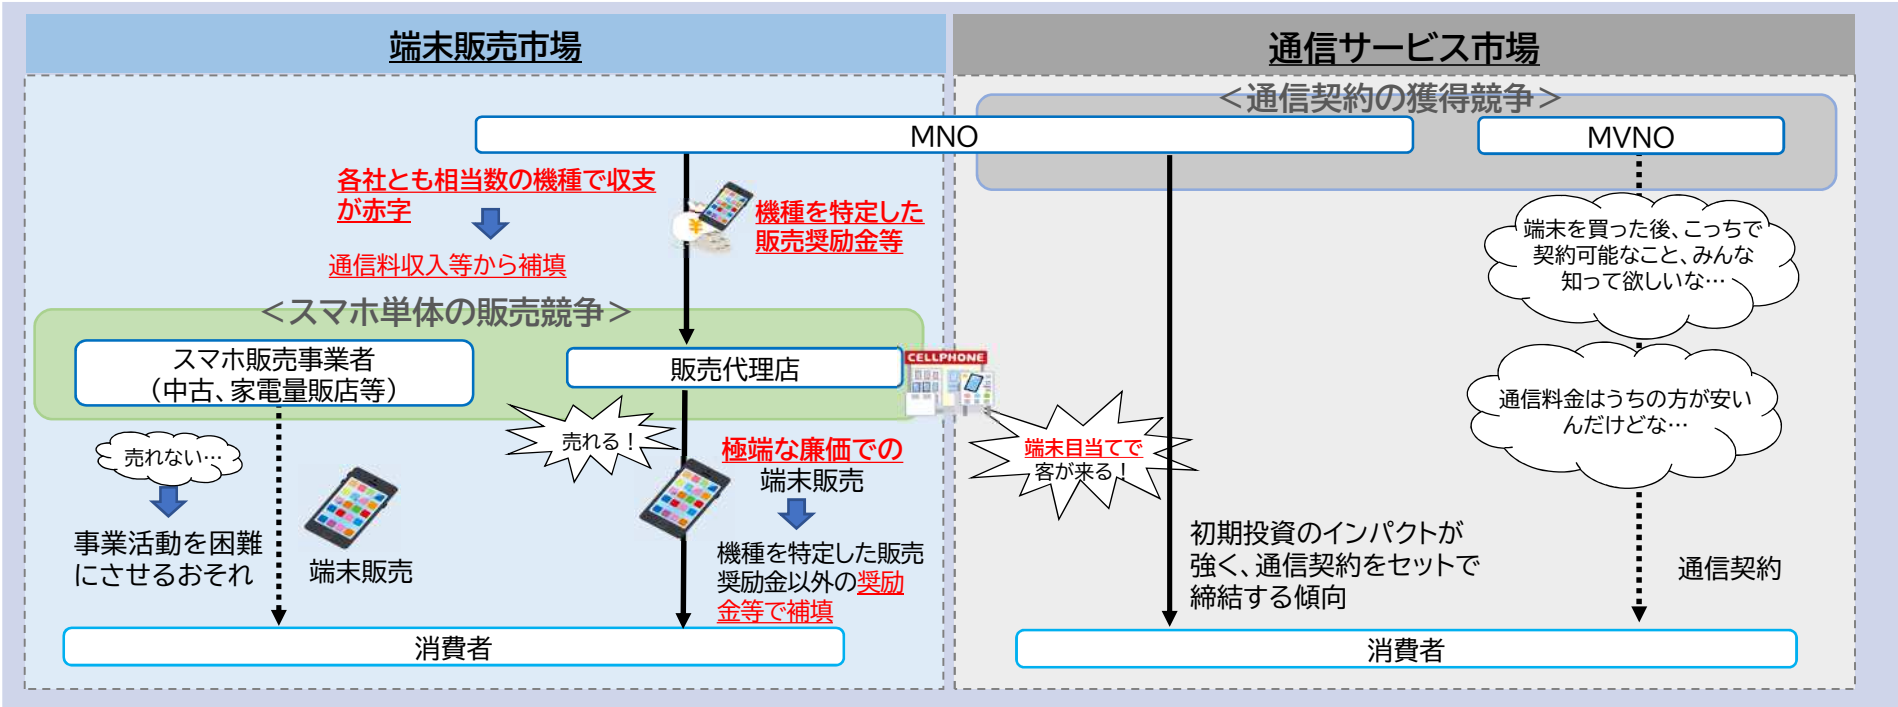 端末販売市場
通信サービス市場
＜通信契約の獲得競争＞
MNO
MVNO
各社とも相当数の機種で収支
が赤字
通信料収入等から補填
¥
機種を特定した
販売奨励金等
端末を買った後、こっちで
契約可能なこと、みんな
知って欲しいな…
＜スマホ単体の販売競争＞
スマホ販売事業者
（中古、家電量販店等）
販売代理店
CELLPHONE
通信料金はうちの方が安い
んだけどな…
売れない…
売れる！
極端な廉価での
端末販売
端末目当てで
客が来る！
事業活動を困難
にさせるおそれ
端末販売
機種を特定した販売
奨励金以外の奨励
金等で補填
初期投資のインパクトが
強く、通信契約をセットで
締結する傾向
通信契約
消費者
消費者